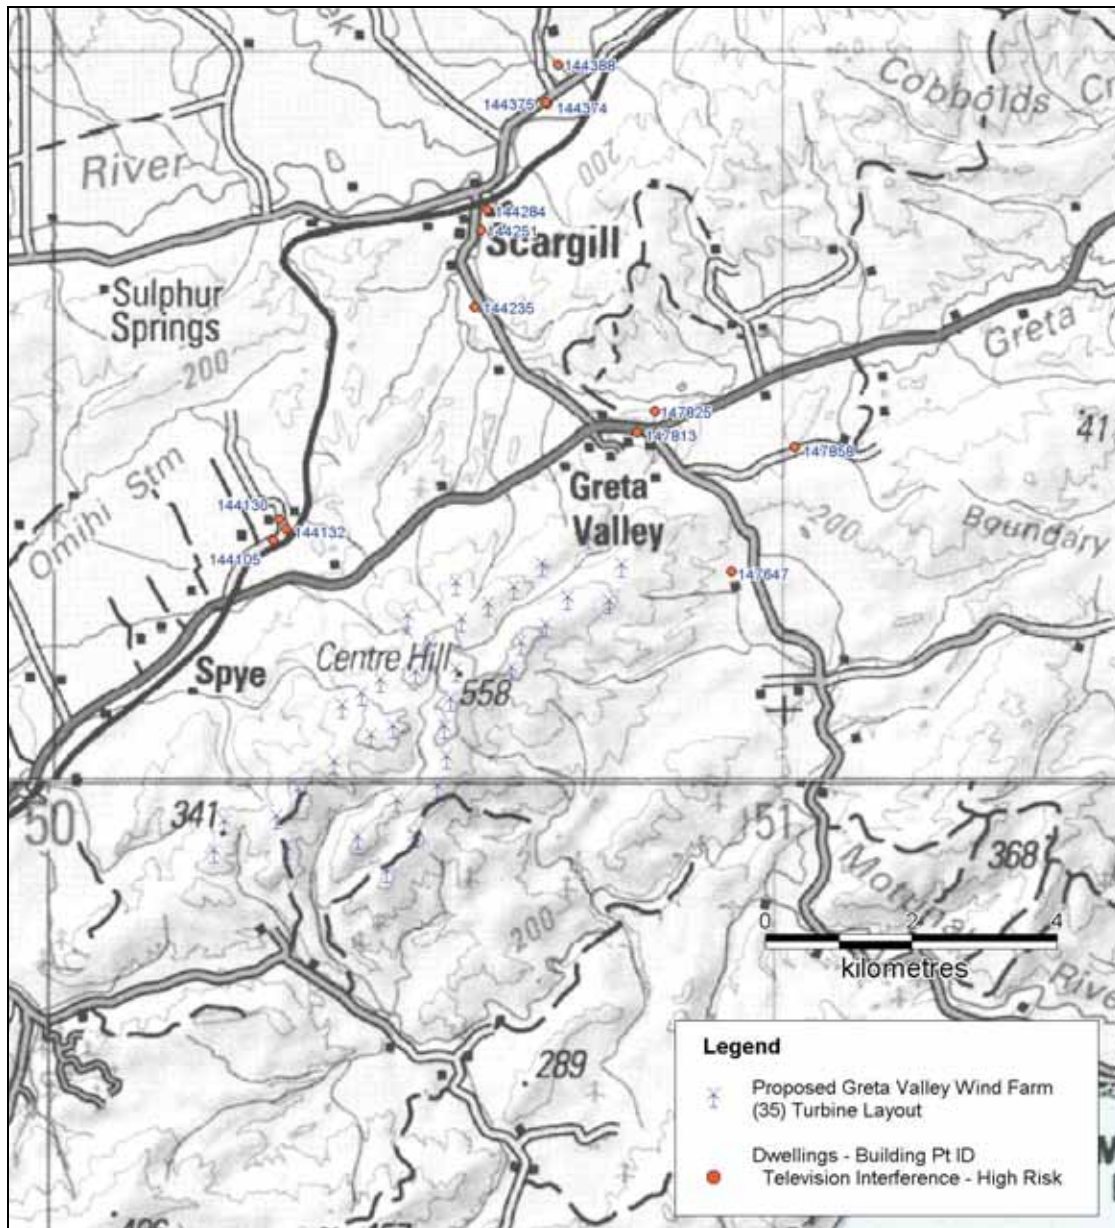 144388
Cobbolds
144375
144374
River
200
144284
144251
Scargill
Sulphur
Springs
144235
Greta
200
147825
147813
41
147858
Omihi Stm
Greta
Valley
200
Boundary
144130
144132
144105
147647
Centre Hill
Spye
558
50
341
51
368
Motunau
River
0 2 4
kilometres
200
289
Legend
Proposed Greta Valley Wind Farm
(35) Turbine Layout
Dwellings - Building Pt ID
Television Interference - High Risk